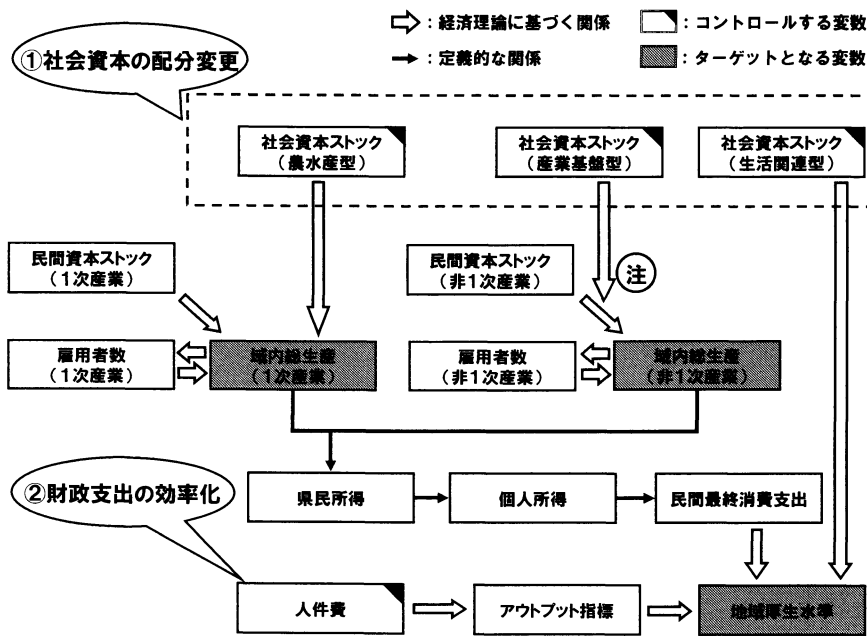 ⇨：経済理論に基づく関係
：コントロールする変数
→：定義的な関係
：ターゲットとなる変数
①社会資本の配分変更
社会資本ストック
（農水産型）
社会資本ストック
（産業基盤型）
社会資本ストック
（生活関連型）
民間資本ストック
（1次産業）
民間資本ストック
（非1次産業）
注
雇用者数
（1次産業）
域内総生産
（1次産業）
雇用者数
（非1次産業）
域内総生産
（非1次産業）
②財政支出の効率化
県民所得
個人所得
民間最終消費支出
人件費
アウトプット指標
地域厚生水準